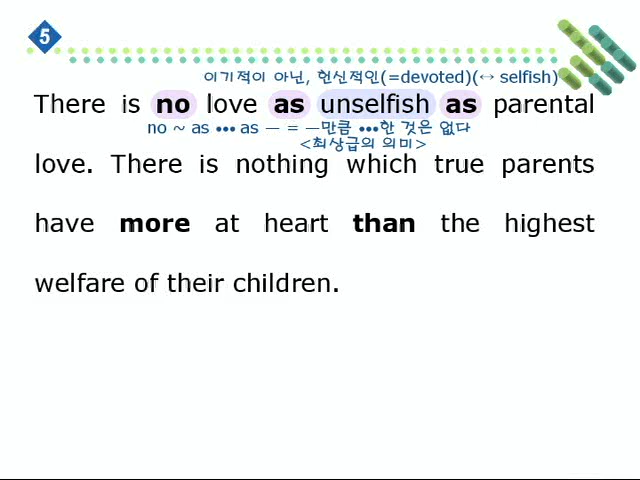 5
이기적이 아닌, 헌신적인(=devoted)(↔ selfish)
There is no love as unselfish as parental
no ~ as ••• as — = —만큼 •••한 것은 없다
<최상급의 의미>
love. There is nothing which true parents
have more at heart than the highest
welfare of their children.